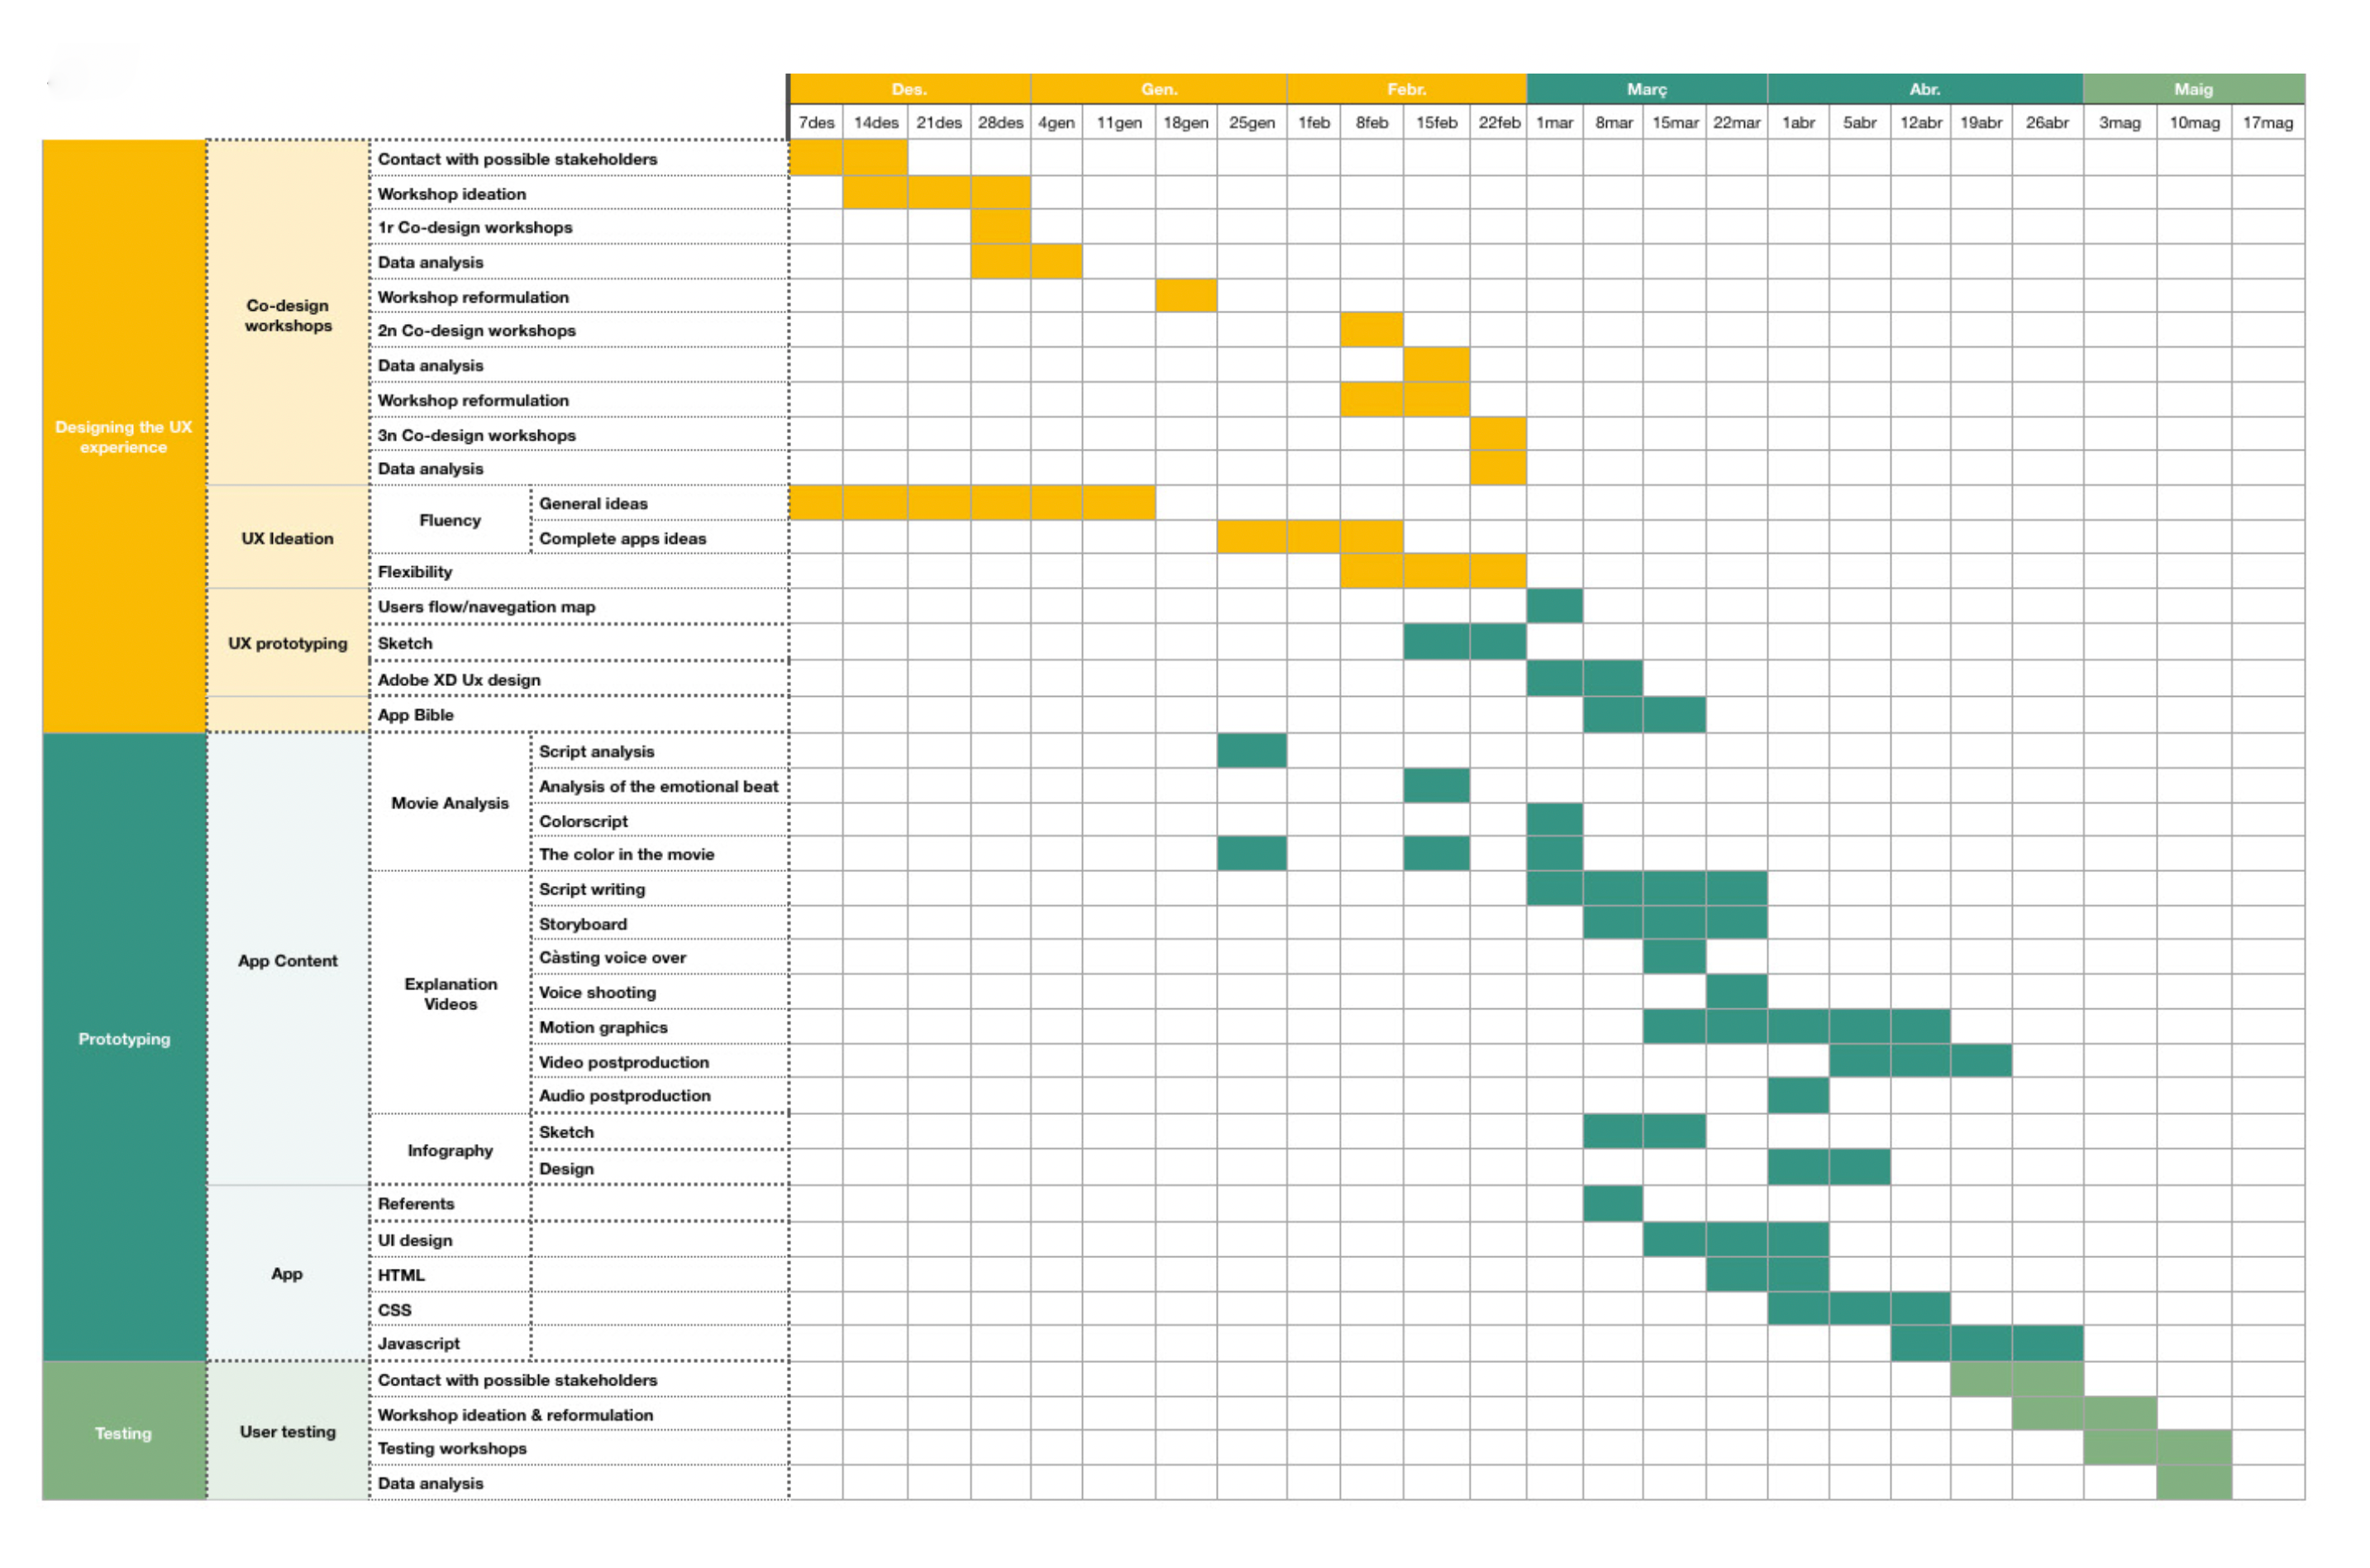 Des. Gen. Febr. Març Abr. Maig
7des 14des 21des 28des 4gen 11gen 18gen 25gen 1feb 8feb 15feb 22feb 1mar 8mar 15mar 22mar 1abr 5abr 12abr 19abr 26abr 3mag 10mag 17mag
Designing the UX
experience
Co-design
workshops
Contact with possible stakeholders
Workshop ideation
1r Co-design workshops
Data analysis
Workshop reformulation
2n Co-design workshops
Data analysis
Workshop reformulation
3n Co-design workshops
Data analysis
UX Ideation
Fluency
General ideas
Complete apps ideas
Flexibility
UX prototyping
Users flow/navegation map
Sketch
Adobe XD Ux design
App Bible
Prototyping
App Content
Movie Analysis
Script analysis
Analysis of the emotional beat
Colorscript
The color in the movie
Explanation
Videos
Script writing
Storyboard
Càsting voice over
Voice shooting
Motion graphics
Video postproduction
Audio postproduction
Infography
Sketch
Design
App
Referents
UI design
HTML
CSS
Javascript
Testing
User testing
Contact with possible stakeholders
Workshop ideation & reformulation
Testing workshops
Data analysis